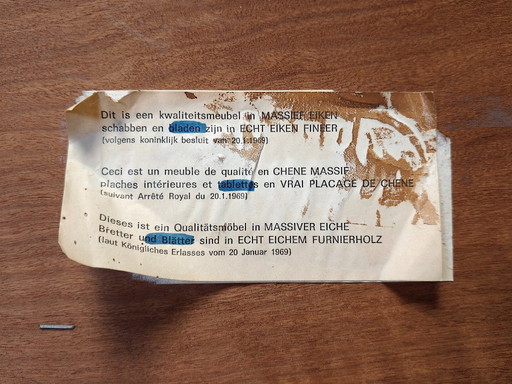 Dit is een kwaliteitsmeubel in MASSIEF EIKEN
schabben en bladen zijn in ECHT EIKEN FINEER
(volgens koninklijk besluit van 20.1.1969)
Ceci est un meuble de qualité en CHENE MASSIF
plaches intérieures et tablettes en VRAI PLACAGE DE CHENE
(suivant Arrêté Royal du 20.1.1969)
Dieses ist ein Qualitätsmöbel in MASSIVER EICHE
Bretter und Blätter sind in ECHT EICHEM FURNIERHOLZ
(laut Königliches Erlasses vom 20 Januar 1969)